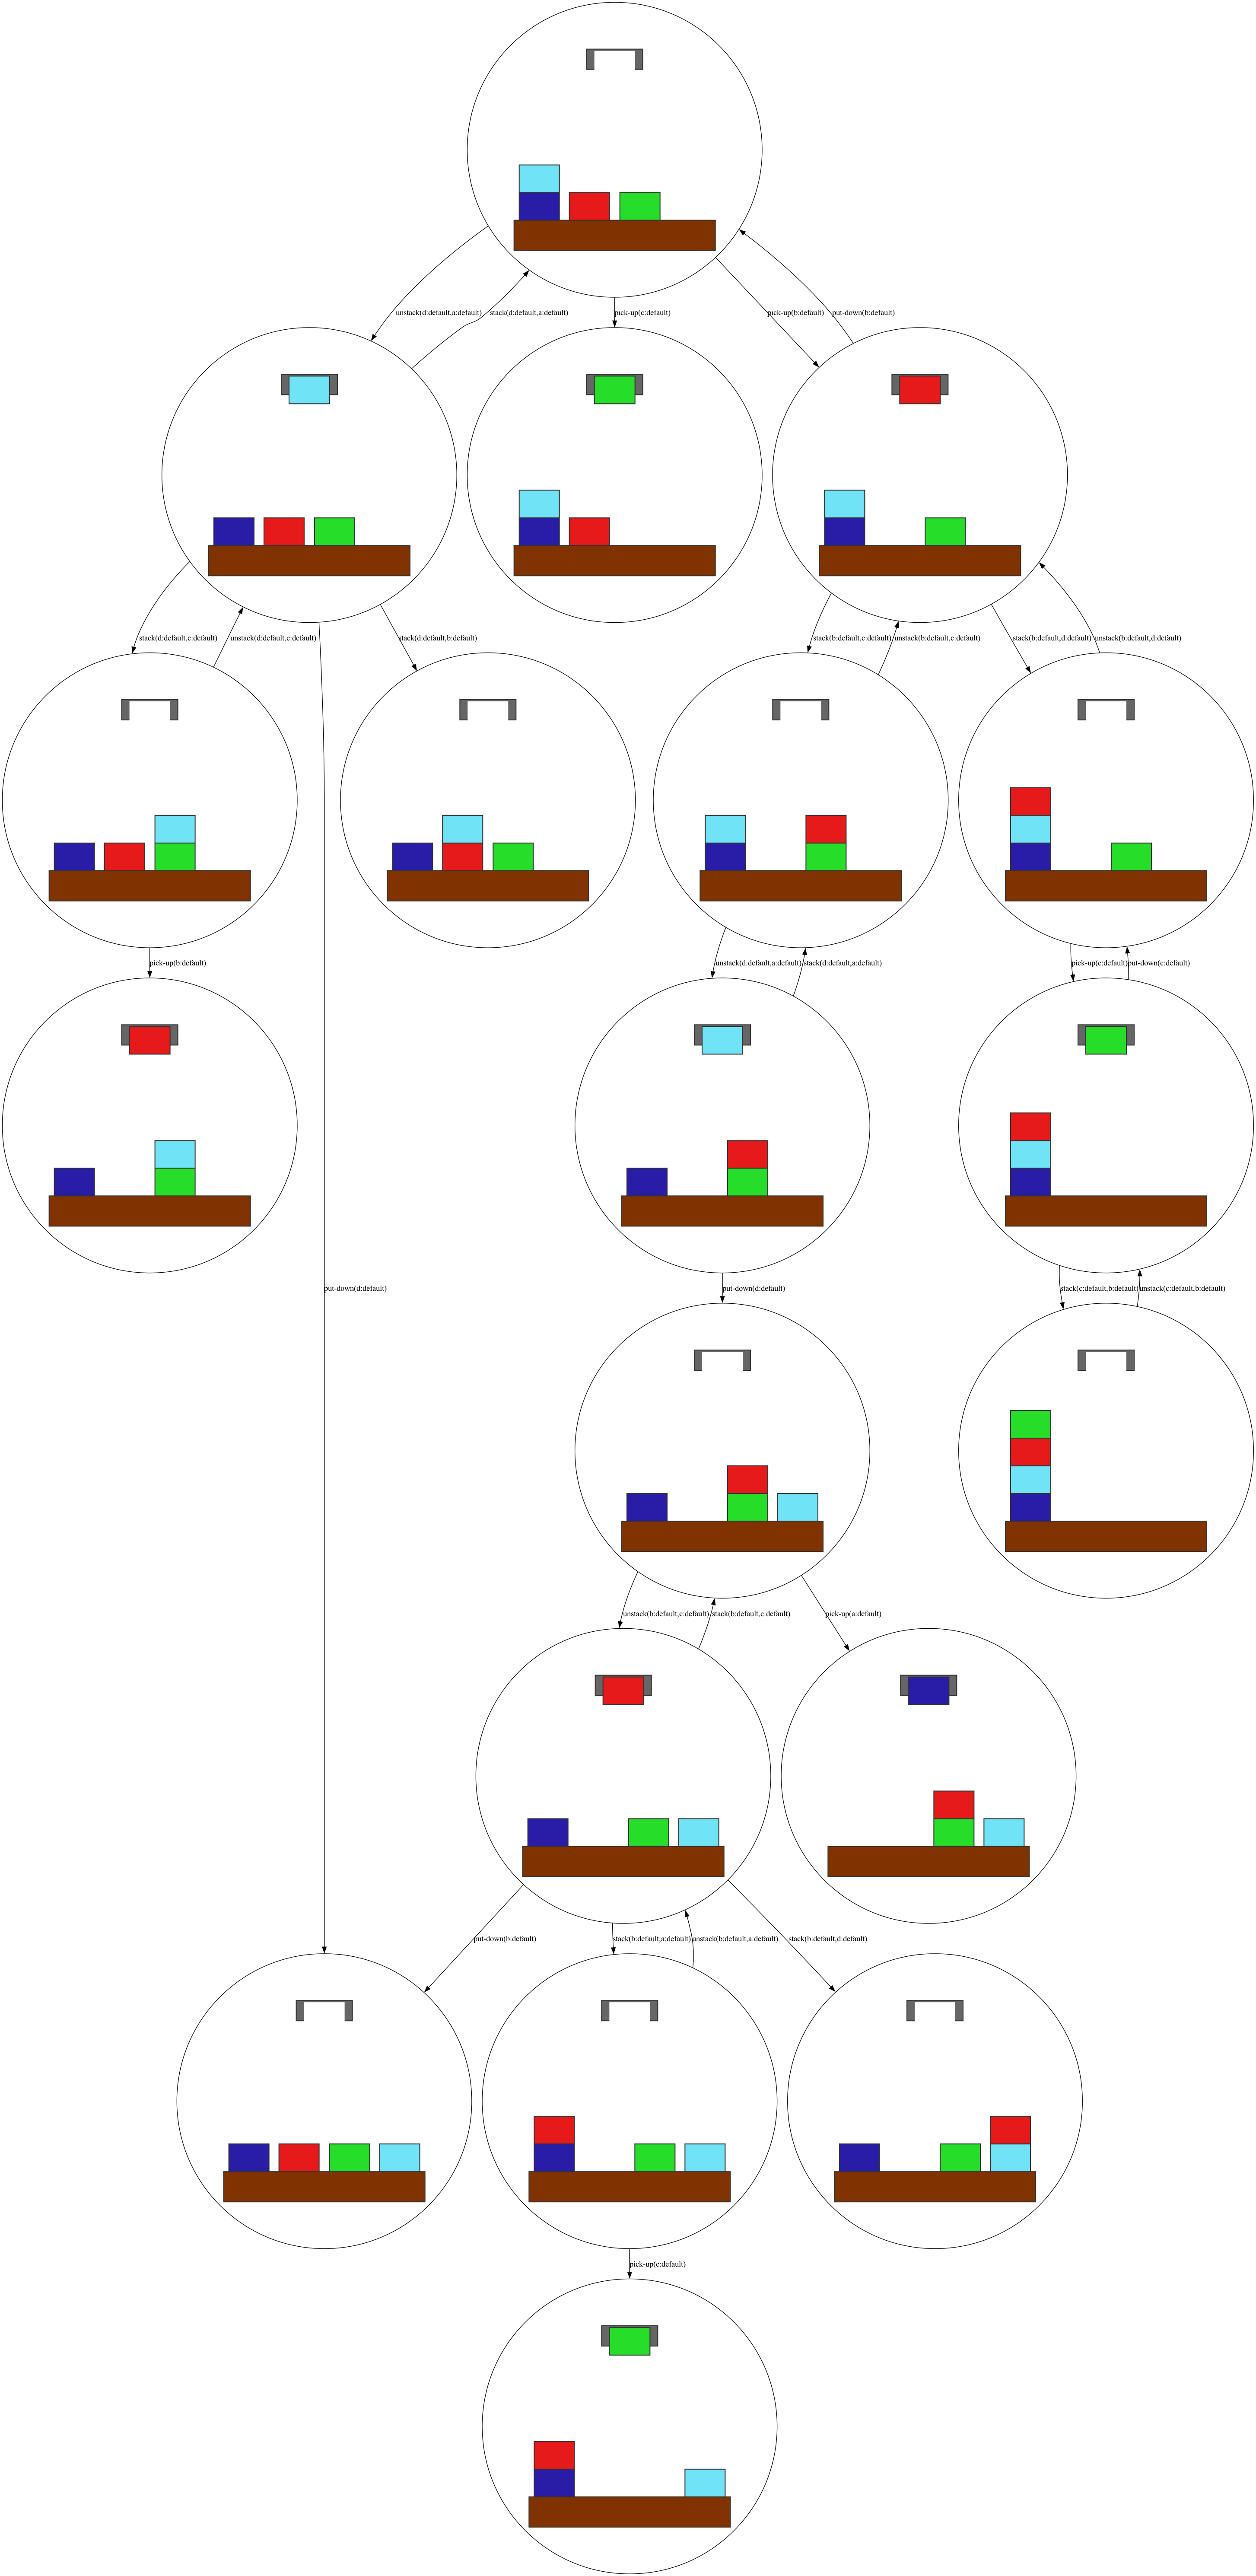 unstack(d:default,a:default)
stack(d:default,a:default)
pick-up(c:default)
pick-up(b:default)
put-down(b:default)
stack(d:default,c:default)
unstack(d:default,c:default)
stack(d:default,b:default)
stack(b:default,c:default)
unstack(b:default,c:default)
stack(b:default,d:default)
unstack(b:default,d:default)
pick-up(b:default)
unstack(d:default,a:default)
stack(d:default,a:default)
pick-up(c:default)
put-down(c:default)
put-down(d:default)
put-down(d:default)
stack(c:default,b:default)
unstack(c:default,b:default)
unstack(b:default,c:default)
stack(b:default,c:default)
pick-up(a:default)
put-down(b:default)
stack(b:default,a:default)
unstack(b:default,a:default)
stack(b:default,d:default)
pick-up(c:default)